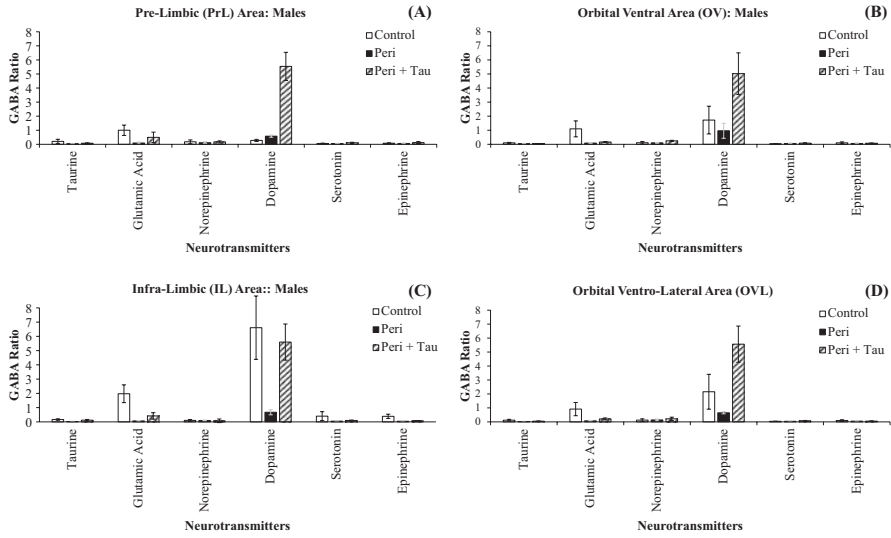 Pre-Limbic (PrL) Area: Males
(A)
GABA Ratio
8
7
6
5
4
3
2
1
0
Control
Peri
Peri + Tau
Taurine
Glutamic Acid
Norepinephrine
Dopamine
Serotonin
Epinephrine
Neurotransmitters
Orbital Ventral Area (OV): Males
(B)
GABA Ratio
8
7
6
5
4
3
2
1
0
Control
Peri
Peri + Tau
Taurine
Glutamic Acid
Norepinephrine
Dopamine
Serotonin
Epinephrine
Neurotransmitters
Infra-Limbic (IL) Area:: Males
(C)
GABA Ratio
8
7
6
5
4
3
2
1
0
Control
Peri
Peri + Tau
Taurine
Glutamic Acid
Norepinephrine
Dopamine
Serotonin
Epinephrine
Neurotransmitters
Orbital Ventro-Lateral Area (OVL)
(D)
GABA Ratio
8
7
6
5
4
3
2
1
0
Control
Peri
Peri + Tau
Taurine
Glutamic Acid
Norepinephrine
Dopamine
Serotonin
Epinephrine
Neurotransmitters